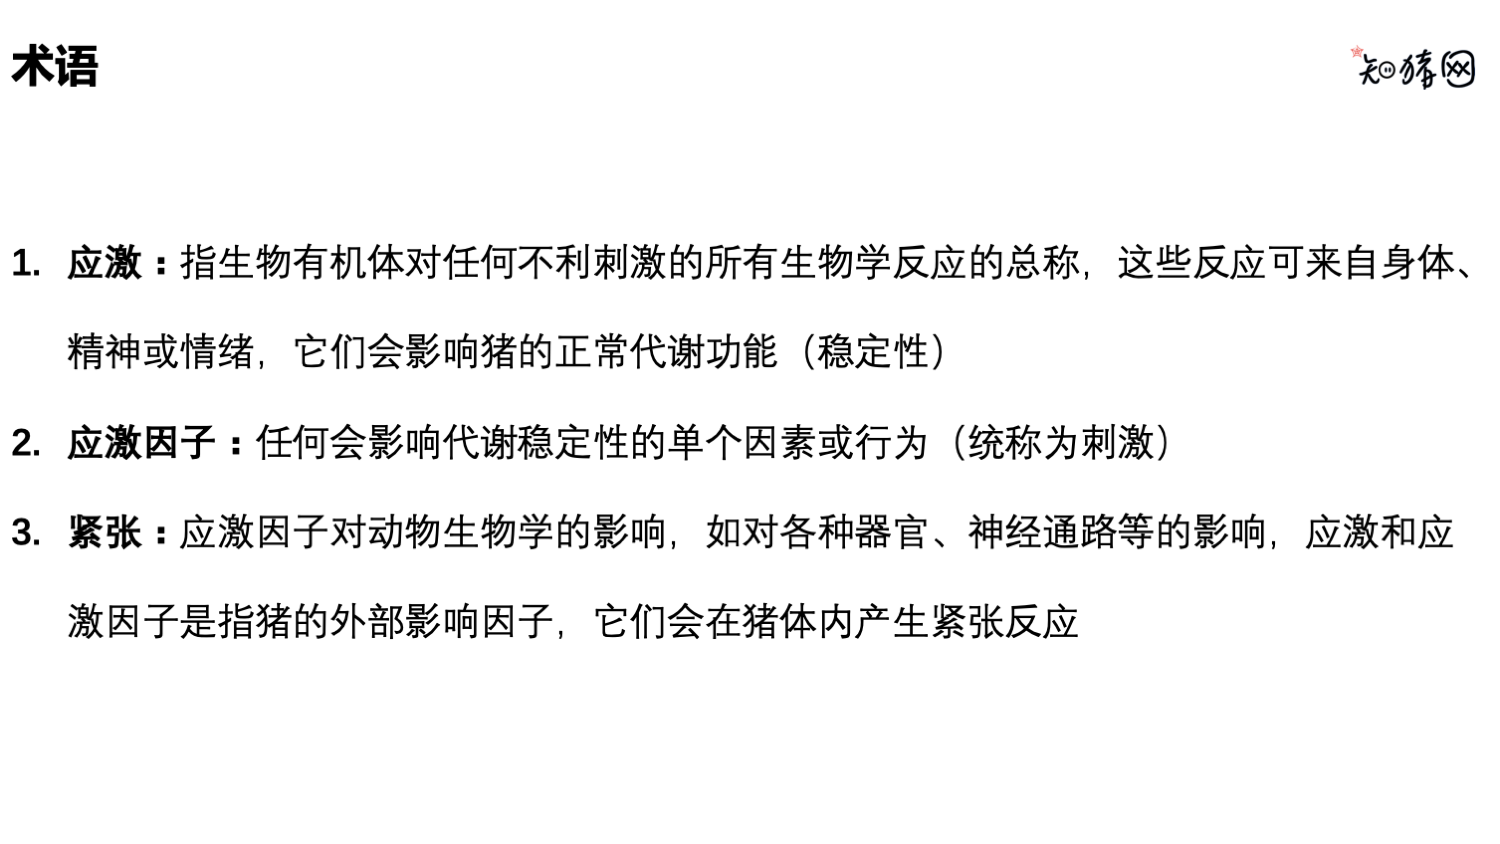 术语
知猪网
1. 应激：指生物有机体对任何不利刺激的所有生物学反应的总称，这些反应可来自身体、
精神或情绪，它们会影响猪的正常代谢功能（稳定性）
2. 应激因子：任何会影响代谢稳定性的单个因素或行为（统称为刺激）
3. 紧张：应激因子对动物生物学的影响，如对各种器官、神经通路等的影响，应激和应
激因子是指猪的外部影响因子，它们会在猪体内产生紧张反应